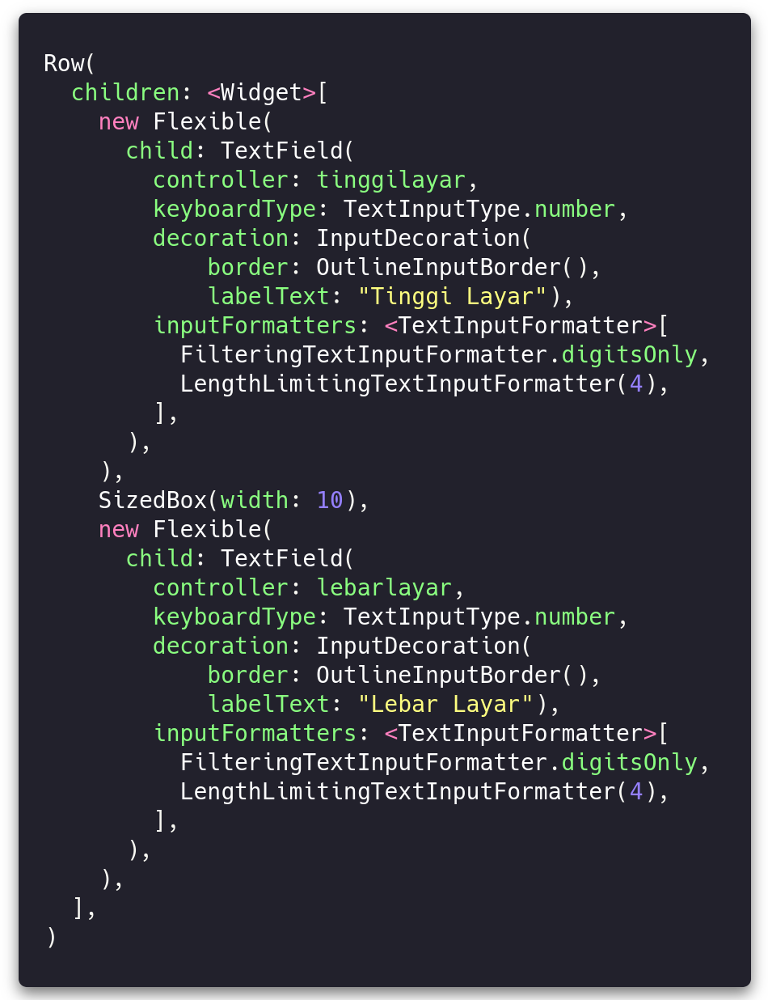 Row(
  children: <Widget>[
    new Flexible(
      child: TextField(
        controller: tinggilayar,
        keyboardType: TextInputType.number,
        decoration: InputDecoration(
            border: OutlineInputBorder(),
            labelText: "Tinggi Layar"),
        inputFormatters: <TextInputFormatter>[
          FilteringTextInputFormatter.digitsOnly,
          LengthLimitingTextInputFormatter(4),
        ],
      ),
    ),
    SizedBox(width: 10),
    new Flexible(
      child: TextField(
        controller: lebarlayar,
        keyboardType: TextInputType.number,
        decoration: InputDecoration(
            border: OutlineInputBorder(),
            labelText: "Lebar Layar"),
        inputFormatters: <TextInputFormatter>[
          FilteringTextInputFormatter.digitsOnly,
          LengthLimitingTextInputFormatter(4),
        ],
      ),
    ),
  ],
)